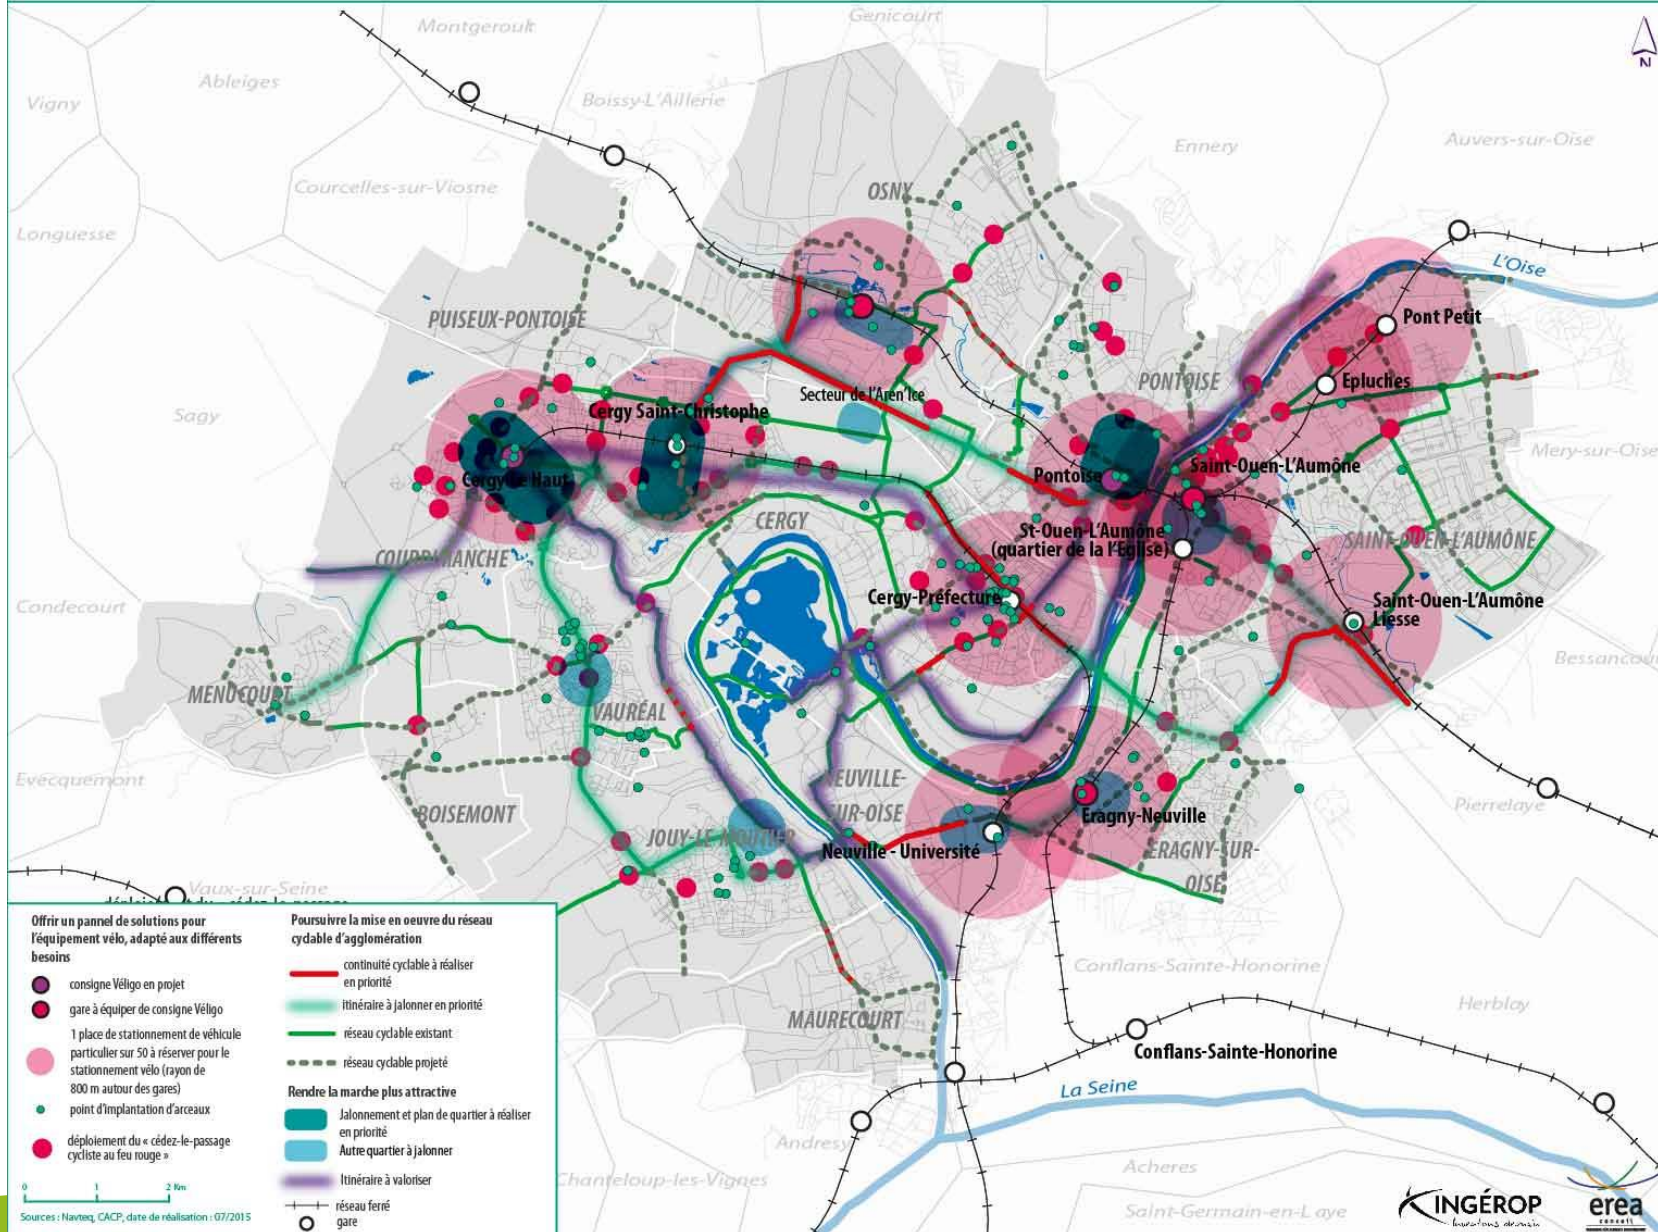 Genicourt
Montgerouk
Ableiges
Vigny
Boissy-L'Aillerie
N
Auvers-sur-Oise
Ennery
Courcelles-sur-Viosne
OSNY
Longuesse
L'Oise
PUISEUX-PONTOISE
Pont Petit
PONTOISE
Epluches
Secteur de l'Aren'Ice
Cergy Saint-Christophe
Sagy
Mery-sur-Oise
Saint-Ouen-L'Aumône
Pontoise
Cergy-le-Haut
CERGY
St-Ouen-L'Aumône
(quartier de la l'Eglise)
SAINT-OUEN-L'AUMÔNE
COURDIMANCHE
Cergy-Préfecture
Condecourt
Saint-Ouen-L'Aumône
Liesse
Bessancou
MENUCOURT
VAURÉAL
Evecquemont
NEUVILLE-
SUR-OISE
Pierrelaye
BOISEMONT
Eragny-Neuville
JOUY-LE-MOUTIER
Neuville - Université
ERAGNY-SUR-
OISE
Vaux-sur-Seine
Conflans-Sainte-Honorine
Herblay
MAURECOURT
Conflans-Sainte-Honorine
La Seine
Andresy
Acheres
Chanteloup-les-Vignes
Saint-Germain-en-Laye
Offrir un pannel de solutions pour
l'équipement vélo, adapté aux différents
besoins
consigne Véligo en projet
gare à équiper de consigne Véligo
1 place de stationnement de véhicule
particulier sur 50 à réserver pour le
stationnement vélo (rayon de
800 m autour des gares)
point d'implantation d'arceaux
déploiement du « cédez-le-passage
cycliste au feu rouge »
0 1 2 Km
Sources : Navteq, CACP, date de réalisation : 07/2015
Poursuivre la mise en oeuvre du réseau
cyclable d'agglomération
continuité cyclable à réaliser
en priorité
itinéraire à jalonner en priorité
réseau cyclable existant
réseau cyclable projeté
Rendre la marche plus attractive
Jalonnement et plan de quartier à réaliser
en priorité
Autre quartier à jalonner
Itinéraire à valoriser
réseau ferré
gare
INGÉROP
Inventons demain
erea
conseil